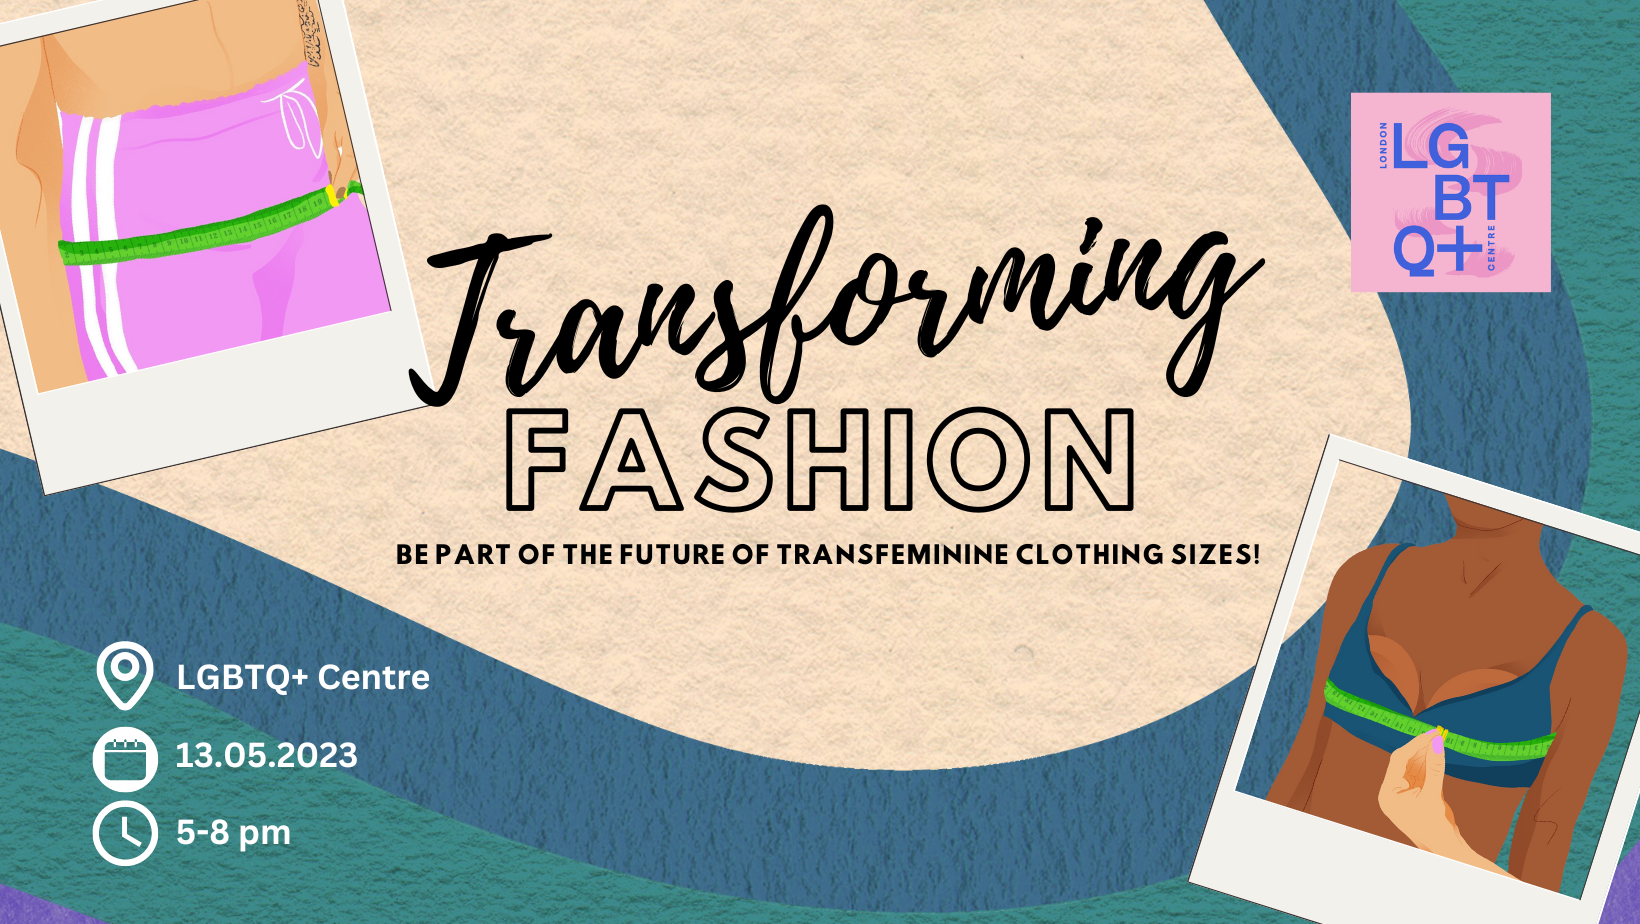 Transforming
FASHION
BE PART OF THE FUTURE OF TRANSFEMININE CLOTHING SIZES!
LONDON
LG
BT
Q+
CENTRE
LGBTQ+ Centre
13.05.2023
5-8 pm